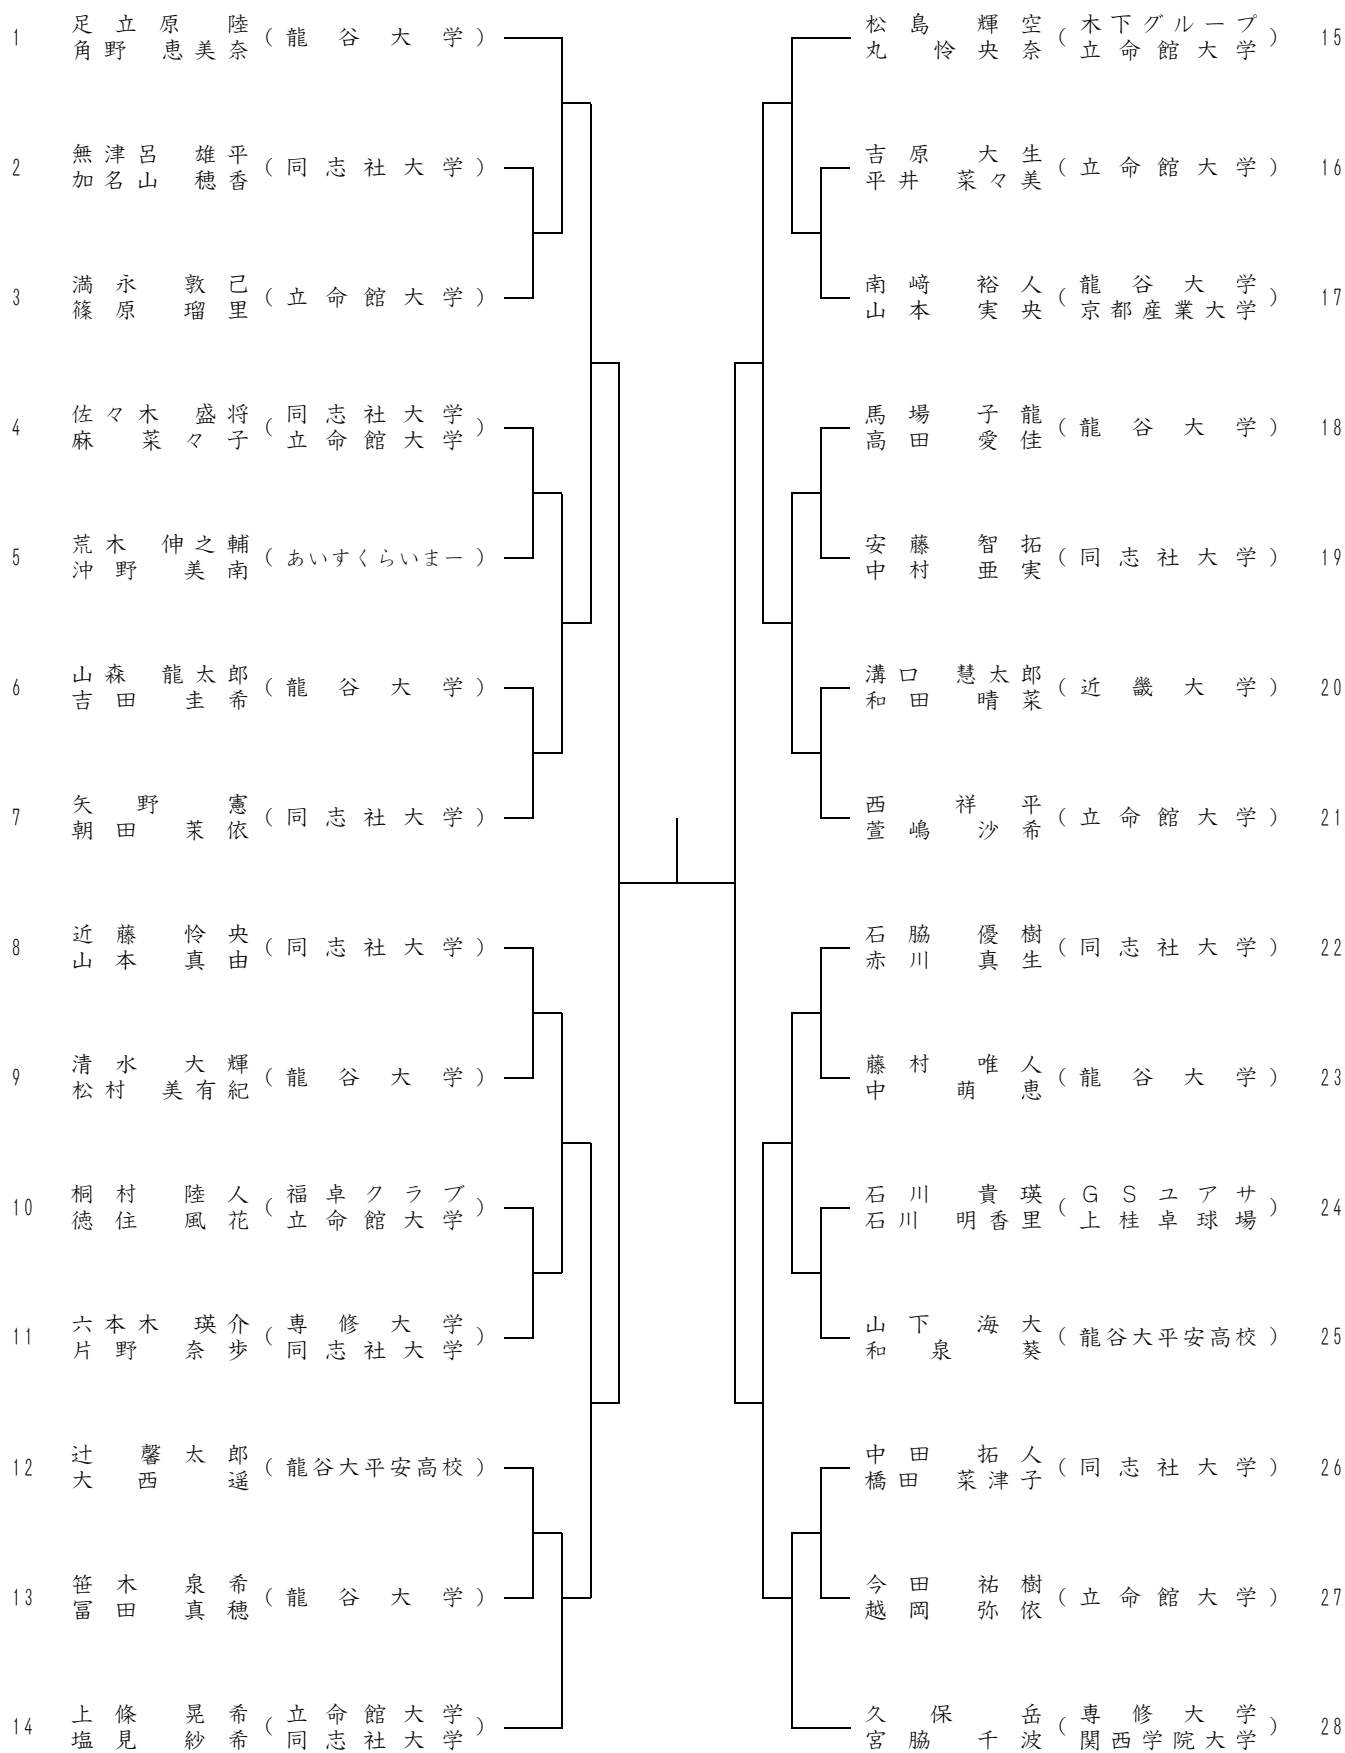 1 足立原 陸 (龍谷大学)
角野 恵美奈
2 無津呂 雄平 (同志社大学)
加名山 穂香
3 満永 敦己 (立命館大学)
篠原 瑠里
4 佐々木 盛将 (同志社大学
麻 菜々子 立命館大学)
5 荒木 伸之輔 (あいすくらいまー)
沖野 美南
6 山森 龍太郎 (龍谷大学)
吉田 圭希
7 矢野 憲 (同志社大学)
朝田 茉依
8 近藤 怜央 (同志社大学)
山本 真由
9 清水 大輝 (龍谷大学)
松村 美有紀
10 桐村 陸人 (福卓クラブ
徳住 風花 立命館大学)
11 六本木 瑛介 (専修大学
片野 奈歩 同志社大学)
12 辻 馨太郎 (龍谷大平安高校)
大西 遥
13 笹木 泉希 (龍谷大学)
冨田 真穂
14 上條 晃希 (立命館大学
塩見 紗希 同志社大学)
松島 輝空 (木下グループ 15
丸 怜央奈 立命館大学)
吉原 大生 (立命館大学) 16
平井 菜々美
南﨑 裕人 (龍谷大学 17
山本 実央 京都産業大学)
馬場 子龍 (龍谷大学) 18
高田 愛佳
安藤 智拓 (同志社大学) 19
中村 亜実
溝口 慧太郎 (近畿大学) 20
和田 晴菜
西 祥平 (立命館大学) 21
萱嶋 沙希
石脇 優樹 (同志社大学) 22
赤川 真生
藤村 唯人 (龍谷大学) 23
中 萌恵
石川 貴瑛 (GSユアサ 24
石川 明香里 上桂卓球場)
山下 海大 (龍谷大平安高校) 25
和泉 葵
中田 拓人 (同志社大学) 26
橋田 菜津子
今田 祐樹 (立命館大学) 27
越岡 弥依
久保 岳 (専修大学 28
宮脇 千波 関西学院大学)